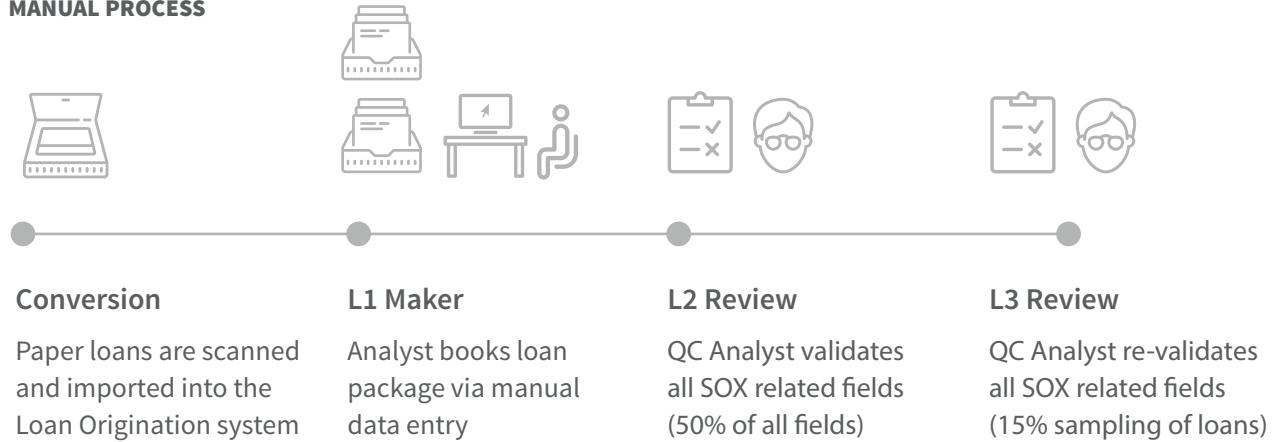 MANUAL PROCESS
Conversion
Paper loans are scanned
and imported into the
Loan Origination system
L1 Maker
Analyst books loan
package via manual
data entry
L2 Review
QC Analyst validates
all SOX related fields
(50% of all fields)
L3 Review
QC Analyst re-validates
all SOX related fields
(15% sampling of loans)